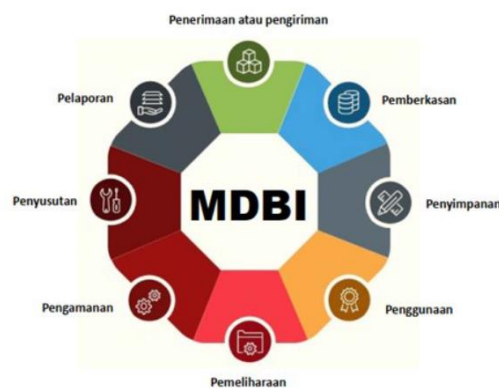 Penerimaan atau pengiriman
Pelaporan
Pemberkasan
MDBI
Penyusutan
Penyimpanan
Pengamanan
Penggunaan
Pemeliharaan